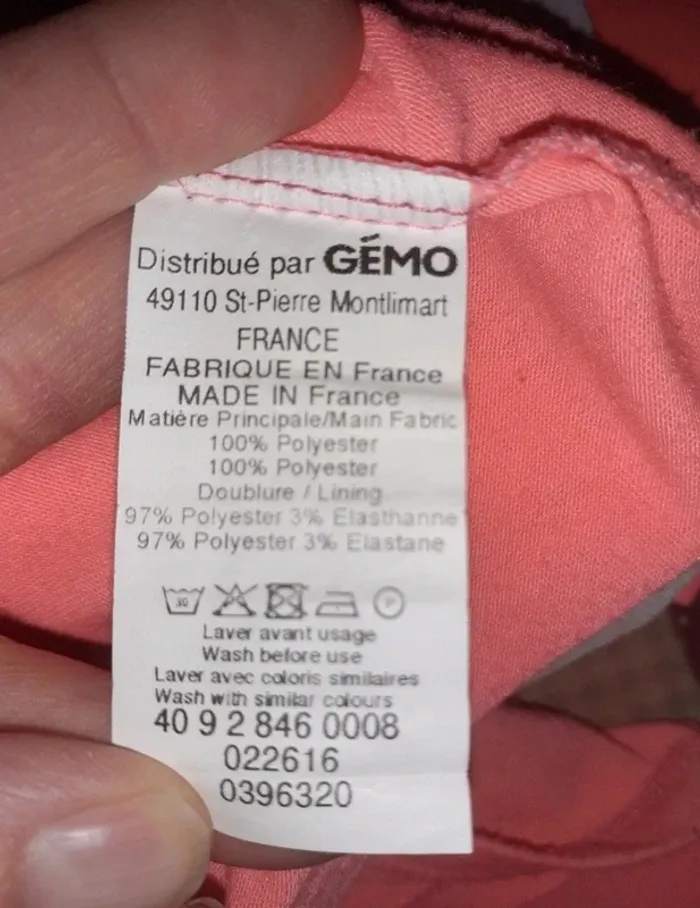 Distribué par GÉMO
49110 St-Pierre Montlimart
FRANCE
FABRIQUE EN France
MADE IN France
Matière Principale/Main Fabric
100% Polyester
100% Polyester
Doublure / Lining
97% Polyester 3% Elasthanne
97% Polyester 3% Elastane
30 P
Laver avant usage
Wash before use
Laver avec coloris similaires
Wash with similar colours
40 9 2 846 0008
022616
0396320